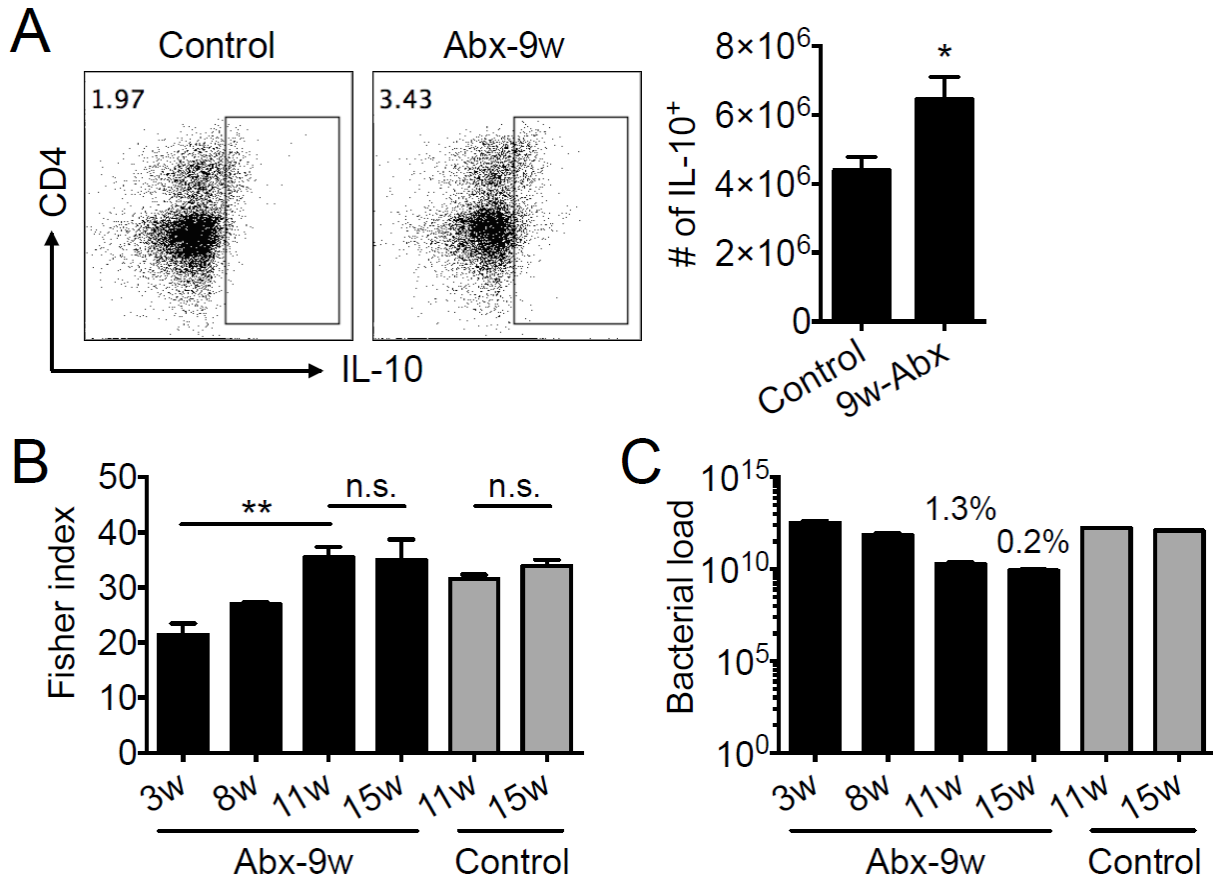 A
Control
Abx-9w
1.97
3.43
CD4
IL-10
# of IL-10⁺
8×10⁶
6×10⁶
4×10⁶
2×10⁶
0
*
Control
9w-Abx
B
Fisher index
50
40
30
20
10
0
**
n.s.
n.s.
3w
8w
11w
15w
11w
15w
Abx-9w
Control
C
Bacterial load
10¹⁵
10¹⁰
10⁵
10⁰
1.3%
0.2%
3w
8w
11w
15w
11w
15w
Abx-9w
Control